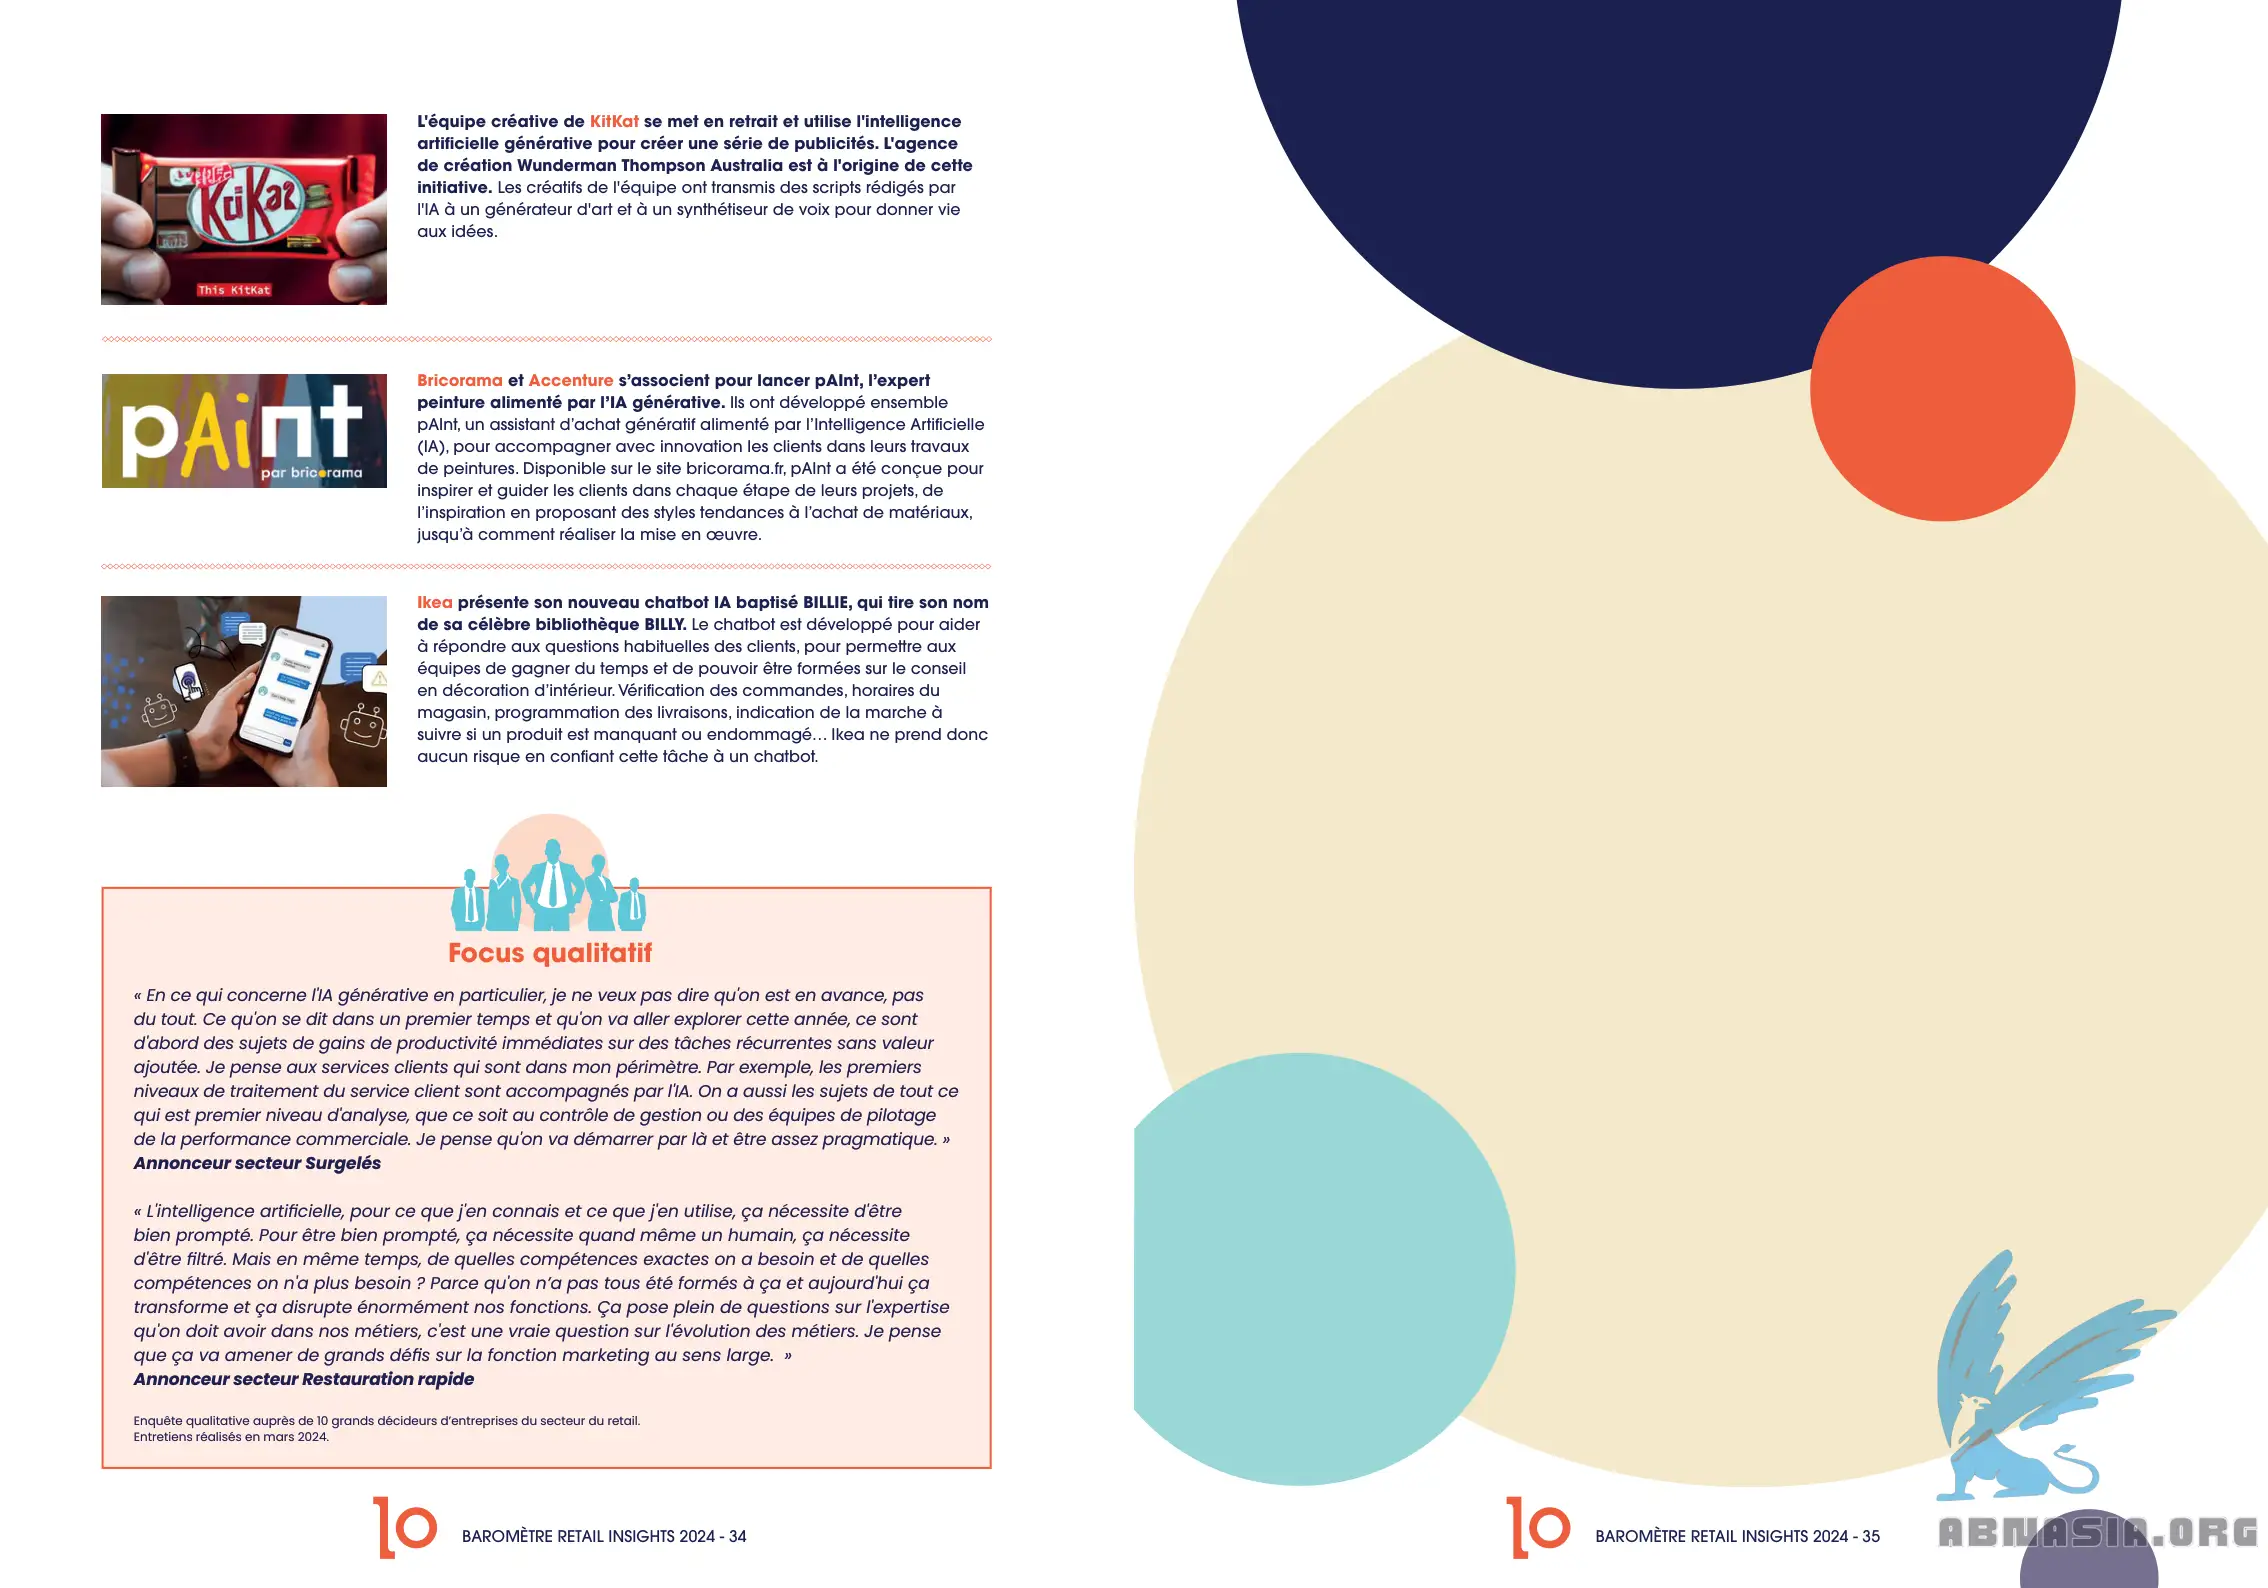 L'équipe créative de KitKat se met en retrait et utilise l'intelligence
artificielle générative pour créer une série de publicités. L'agence
de création Wunderman Thompson Australia est à l'origine de cette
initiative. Les créatifs de l'équipe ont transmis des scripts rédigés par
l'IA à un générateur d'art et à un synthétiseur de voix pour donner vie
aux idées.
KitKat
This KitKat
Bricorama et Accenture s’associent pour lancer pAInt, l’expert
peinture alimenté par l’IA générative. Ils ont développé ensemble
pAInt, un assistant d’achat génératif alimenté par l’Intelligence Artificielle
(IA), pour accompagner avec innovation les clients dans leurs travaux
de peintures. Disponible sur le site bricorama.fr, pAInt a été conçue pour
inspirer et guider les clients dans chaque étape de leurs projets, de
l’inspiration en proposant des styles tendances à l’achat de matériaux,
jusqu’à comment réaliser la mise en œuvre.
pAint
par bricorama
Ikea présente son nouveau chatbot IA baptisé BILLIE, qui tire son nom
de sa célèbre bibliothèque BILLY. Le chatbot est développé pour aider
à répondre aux questions habituelles des clients, pour permettre aux
équipes de gagner du temps et de pouvoir être formées sur le conseil
en décoration d’intérieur. Vérification des commandes, horaires du
magasin, programmation des livraisons, indication de la marche à
suivre si un produit est manquant ou endommagé… Ikea ne prend donc
aucun risque en confiant cette tâche à un chatbot.
Focus qualitatif
« En ce qui concerne l'IA générative en particulier, je ne veux pas dire qu'on est en avance, pas
du tout. Ce qu'on se dit dans un premier temps et qu'on va aller explorer cette année, ce sont
d'abord des sujets de gains de productivité immédiates sur des tâches récurrentes sans valeur
ajoutée. Je pense aux services clients qui sont dans mon périmètre. Par exemple, les premiers
niveaux de traitement du service client sont accompagnés par l'IA. On a aussi les sujets de tout ce
qui est premier niveau d'analyse, que ce soit au contrôle de gestion ou des équipes de pilotage
de la performance commerciale. Je pense qu'on va démarrer par là et être assez pragmatique. »
Annonceur secteur Surgelés
« L'intelligence artificielle, pour ce que j'en connais et ce que j'en utilise, ça nécessite d'être
bien prompté. Pour être bien prompté, ça nécessite quand même un humain, ça nécessite
d'être filtré. Mais en même temps, de quelles compétences exactes on a besoin et de quelles
compétences on n'a plus besoin ? Parce qu'on n’a pas tous été formés à ça et aujourd'hui ça
transforme et ça disrupte énormément nos fonctions. Ça pose plein de questions sur l'expertise
qu'on doit avoir dans nos métiers, c'est une vraie question sur l'évolution des métiers. Je pense
que ça va amener de grands défis sur la fonction marketing au sens large. »
Annonceur secteur Restauration rapide
Enquête qualitative auprès de 10 grands décideurs d’entreprises du secteur du retail.
Entretiens réalisés en mars 2024.
10 BAROMÈTRE RETAIL INSIGHTS 2024 - 34
10 BAROMÈTRE RETAIL INSIGHTS 2024 - 35
ABNASIA.ORG